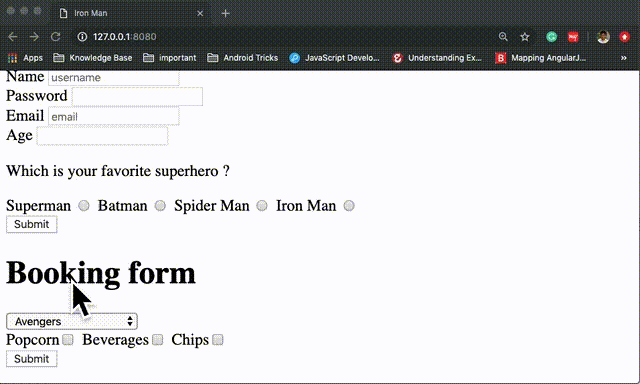 Iron Man
127.0.0.1:8080
Apps Knowledge Base important Android Tricks JavaScript Develo... Understanding Ex... Mapping AngularJ... »
Name username
Password
Email email
Age
Which is your favorite superhero ?
Superman Batman Spider Man Iron Man
Submit
Booking form
Avengers
Popcorn Beverages Chips
Submit